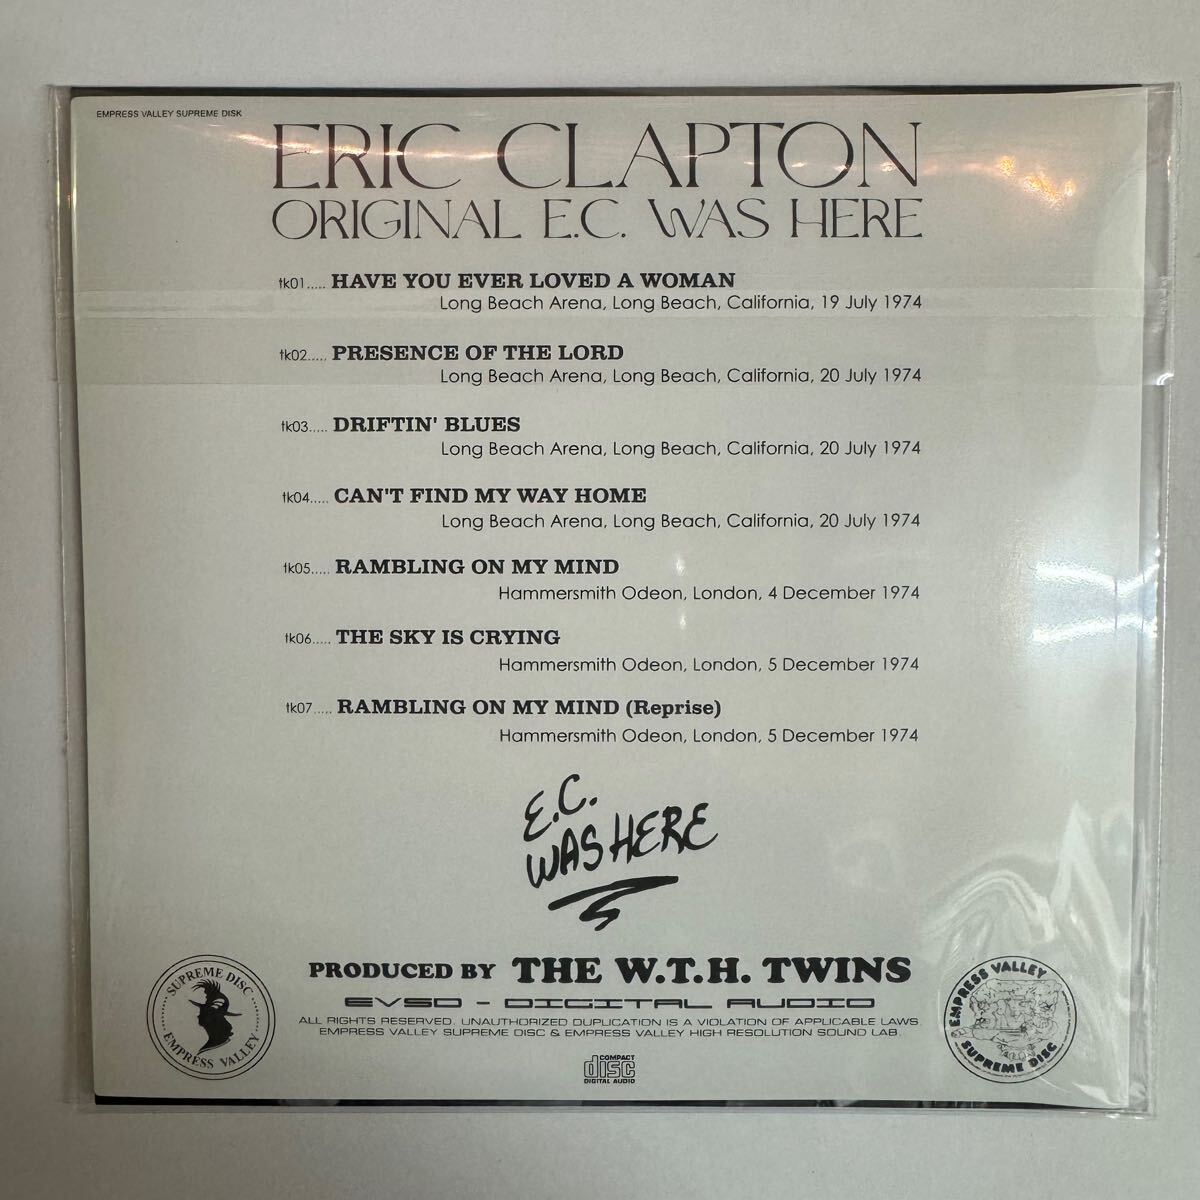 EMPRESS VALLEY SUPREME DISK
ERIC CLAPTON
ORIGINAL E.C. WAS HERE
tk01..... HAVE YOU EVER LOVED A WOMAN
Long Beach Arena, Long Beach, California, 19 July 1974
tk02..... PRESENCE OF THE LORD
Long Beach Arena, Long Beach, California, 20 July 1974
tk03..... DRIFTIN' BLUES
Long Beach Arena, Long Beach, California, 20 July 1974
tk04..... CAN'T FIND MY WAY HOME
Long Beach Arena, Long Beach, California, 20 July 1974
tk05..... RAMBLING ON MY MIND
Hammersmith Odeon, London, 4 December 1974
tk06..... THE SKY IS CRYING
Hammersmith Odeon, London, 5 December 1974
tk07..... RAMBLING ON MY MIND (Reprise)
Hammersmith Odeon, London, 5 December 1974
E.C.
WAS HERE
PRODUCED BY THE W.T.H. TWINS
EVSD - DIGITAL AUDIO
ALL RIGHTS RESERVED. UNAUTHORIZED DUPLICATION IS A VIOLATION OF APPLICABLE LAWS.
EMPRESS VALLEY SUPREME DISC & EMPRESS VALLEY HIGH RESOLUTION SOUND LAB.
SUPREME DISC
EMPRESS VALLEY
COMPACT
disc
DIGITAL AUDIO
EMPRESS VALLEY
SUPREME DISC